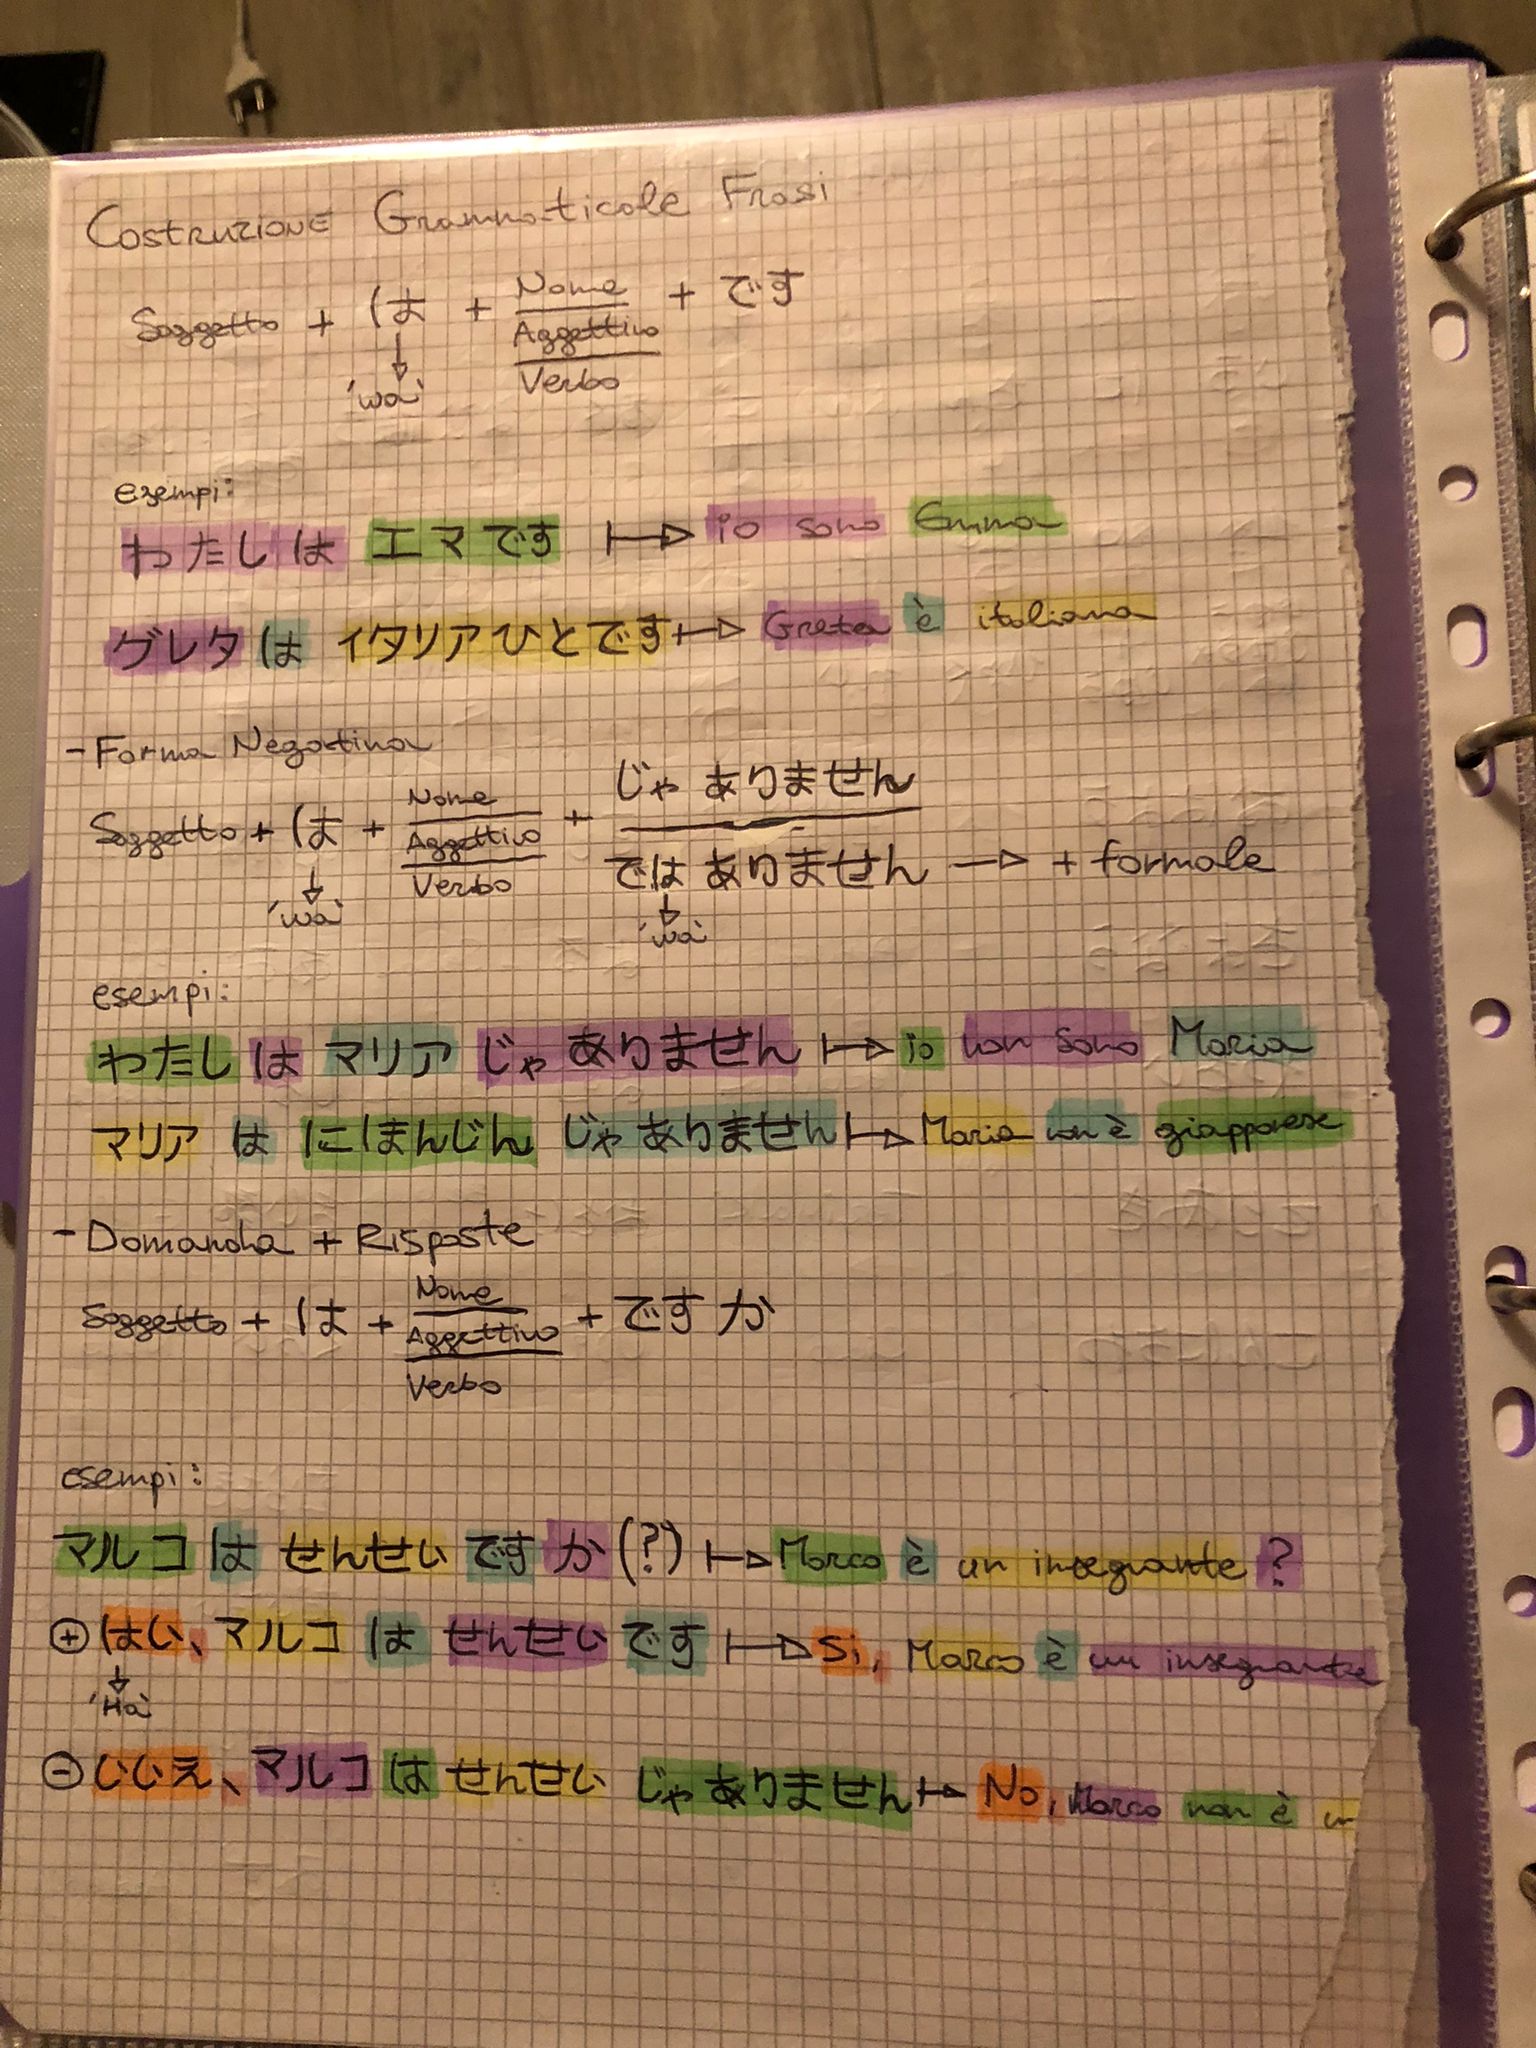 Costruzione Grammaticale Frasi
Soggetto + は + Nome + です
Aggettivo
'wa' Verbo
esempi:
わたしは エマです ↦ io sono Emma
グレタは イタリアひとです ↦ Greta è italiana
- Forma Negativa
じゃ ありません
Soggetto + は + Nome +
Aggettivo
Verbo
では ありません → + formale
'wa' 'wa'
esempi:
わたし は マリア じゃ ありません ↦ io non sono Maria
マリア は にほんじん じゃ ありません ↦ Maria non è giapponese
- Domanda + Risposte
Soggetto + は + Nome + です か
Aggettivo
Verbo
esempi:
マルコ は せんせい です か (?) ↦ Marco è un insegnante ?
⊕ はい、マルコ は せんせい です ↦ Si, Marco è un insegnante
'Ha'
⊖ いいえ、マルコ は せんせい じゃ ありません ↦ No, Marco non è un